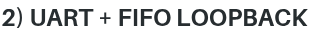 2) UART + FIFO LOOPBACK